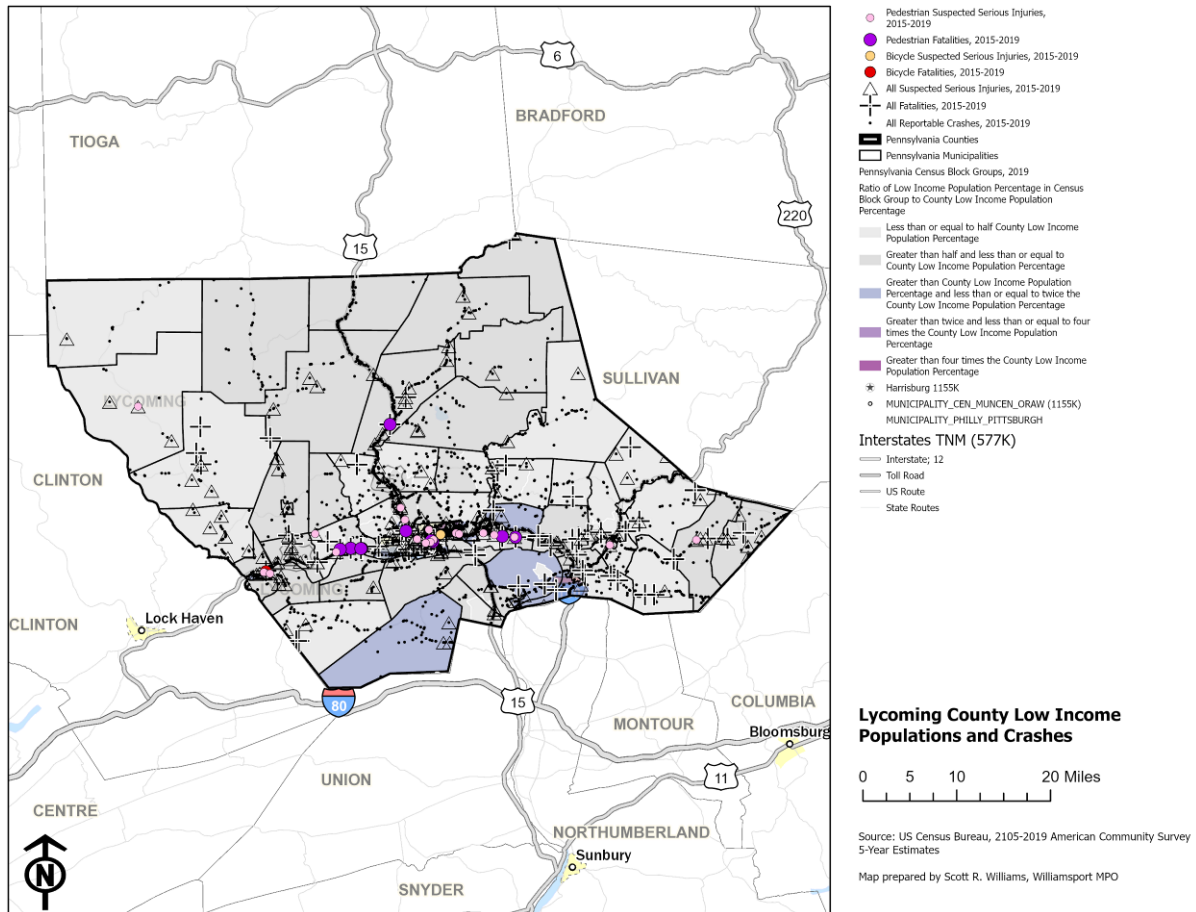 6
BRADFORD
TIOGA
220
15
SULLIVAN
LYCOMING
CLINTON
LYCOMING
Lock Haven
CLINTON
80
15
COLUMBIA
MONTOUR
Bloomsburg
UNION
11
CENTRE
NORTHUMBERLAND
Sunbury
SNYDER
N
Pedestrian Suspected Serious Injuries,
2015-2019
Pedestrian Fatalities, 2015-2019
Bicycle Suspected Serious Injuries, 2015-2019
Bicycle Fatalities, 2015-2019
All Suspected Serious Injuries, 2015-2019
All Fatalities, 2015-2019
All Reportable Crashes, 2015-2019
Pennsylvania Counties
Pennsylvania Municipalities
Pennsylvania Census Block Groups, 2019
Ratio of Low Income Population Percentage in Census
Block Group to County Low Income Population
Percentage
Less than or equal to half County Low Income
Population Percentage
Greater than half and less than or equal to
County Low Income Population Percentage
Greater than County Low Income Population
Percentage and less than or equal to twice the
County Low Income Population Percentage
Greater than twice and less than or equal to four
times the County Low Income Population
Percentage
Greater than four times the County Low Income
Population Percentage
Harrisburg 1155K
MUNICIPALITY_CEN_MUNCEN_ORAW (1155K)
MUNICIPALITY_PHILLY_PITTSBURGH
Interstates TNM (577K)
Interstate; 12
Toll Road
US Route
State Routes
Lycoming County Low Income
Populations and Crashes
0 5 10 20 Miles
Source: US Census Bureau, 2105-2019 American Community Survey
5-Year Estimates
Map prepared by Scott R. Williams, Williamsport MPO